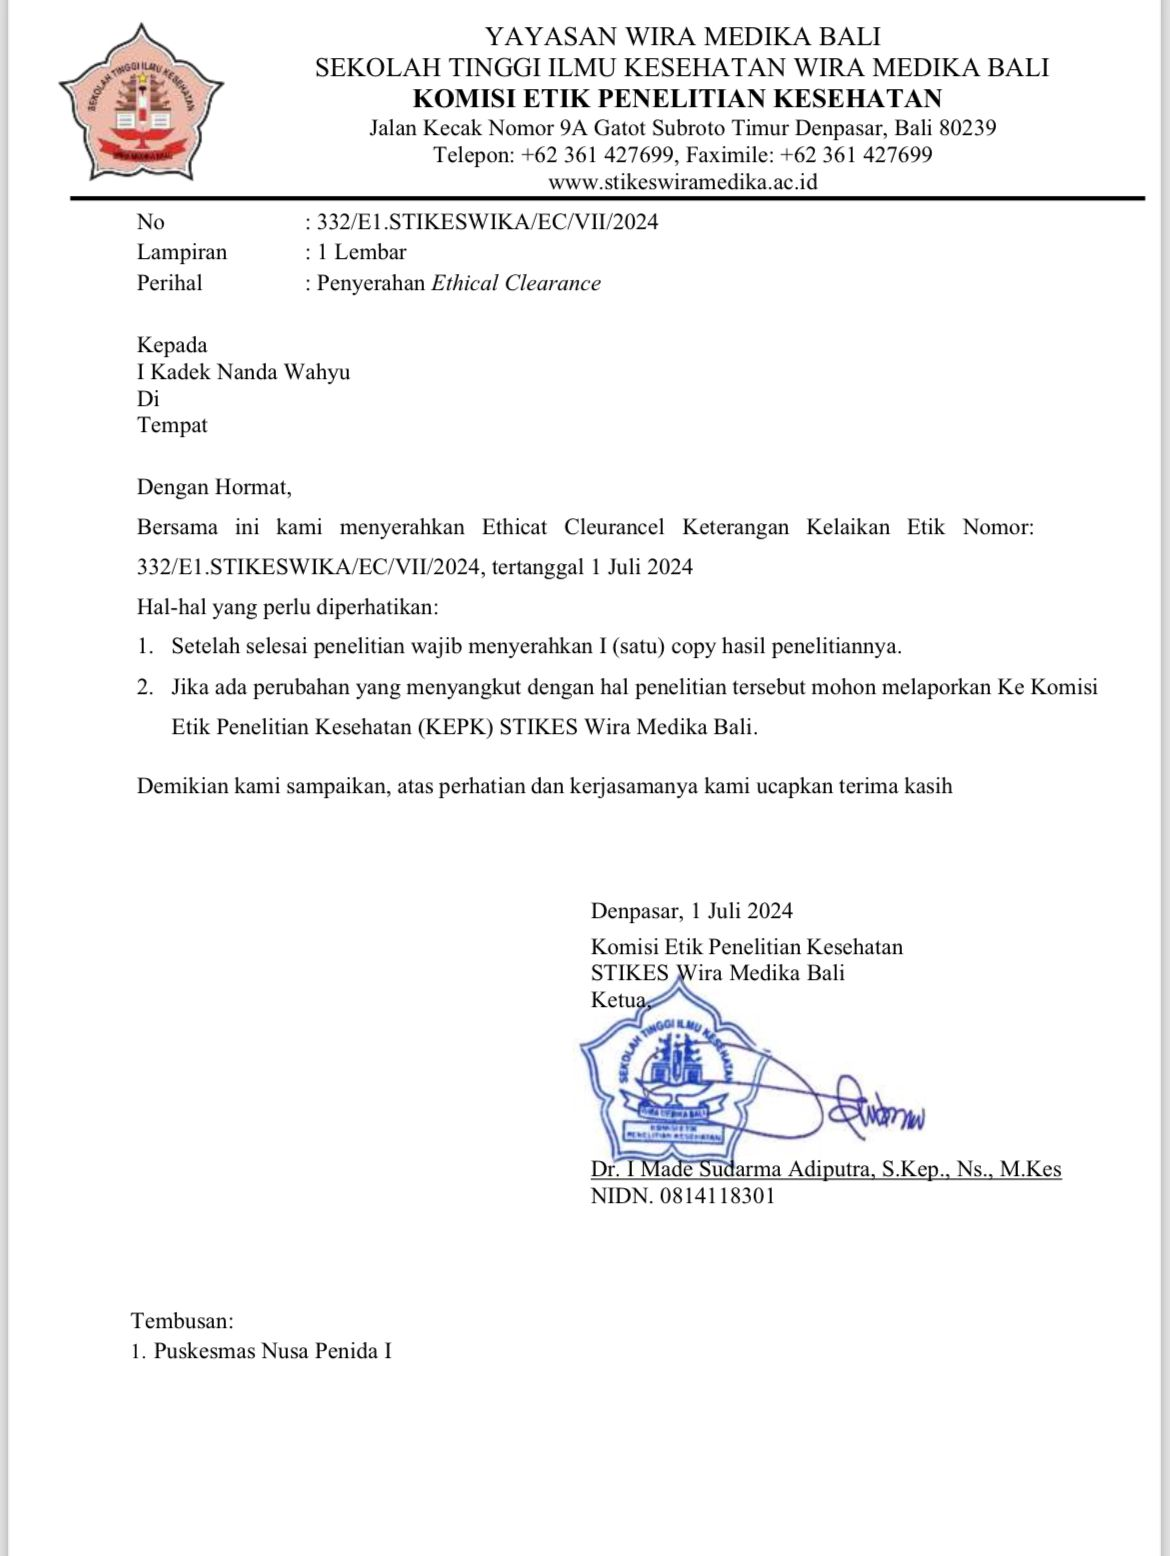 SEKOLAH TINGGI ILMU KESEHATAN
WIRA MEDIKA BALI
YAYASAN WIRA MEDIKA BALI
SEKOLAH TINGGI ILMU KESEHATAN WIRA MEDIKA BALI
KOMISI ETIK PENELITIAN KESEHATAN
Jalan Kecak Nomor 9A Gatot Subroto Timur Denpasar, Bali 80239
Telepon: +62 361 427699, Faximile: +62 361 427699
www.stikeswiramedika.ac.id
No : 332/E1.STIKESWIKA/EC/VII/2024
Lampiran : 1 Lembar
Perihal : Penyerahan Ethical Clearance
Kepada
I Kadek Nanda Wahyu
Di
Tempat
Dengan Hormat,
Bersama ini kami menyerahkan Ethicat Cleurancel Keterangan Kelaikan Etik Nomor:
332/E1.STIKESWIKA/EC/VII/2024, tertanggal 1 Juli 2024
Hal-hal yang perlu diperhatikan:
1. Setelah selesai penelitian wajib menyerahkan I (satu) copy hasil penelitiannya.
2. Jika ada perubahan yang menyangkut dengan hal penelitian tersebut mohon melaporkan Ke Komisi
Etik Penelitian Kesehatan (KEPK) STIKES Wira Medika Bali.
Demikian kami sampaikan, atas perhatian dan kerjasamanya kami ucapkan terima kasih
Denpasar, 1 Juli 2024
Komisi Etik Penelitian Kesehatan
STIKES Wira Medika Bali
Ketua,
SEKOLAH TINGGI ILMU KESEHATAN
WIRA MEDIKA BALI
KOMISI ETIK
PENELITIAN KESEHATAN
Dr. I Made Sudarma Adiputra, S.Kep., Ns., M.Kes
NIDN. 0814118301
Tembusan:
1. Puskesmas Nusa Penida I